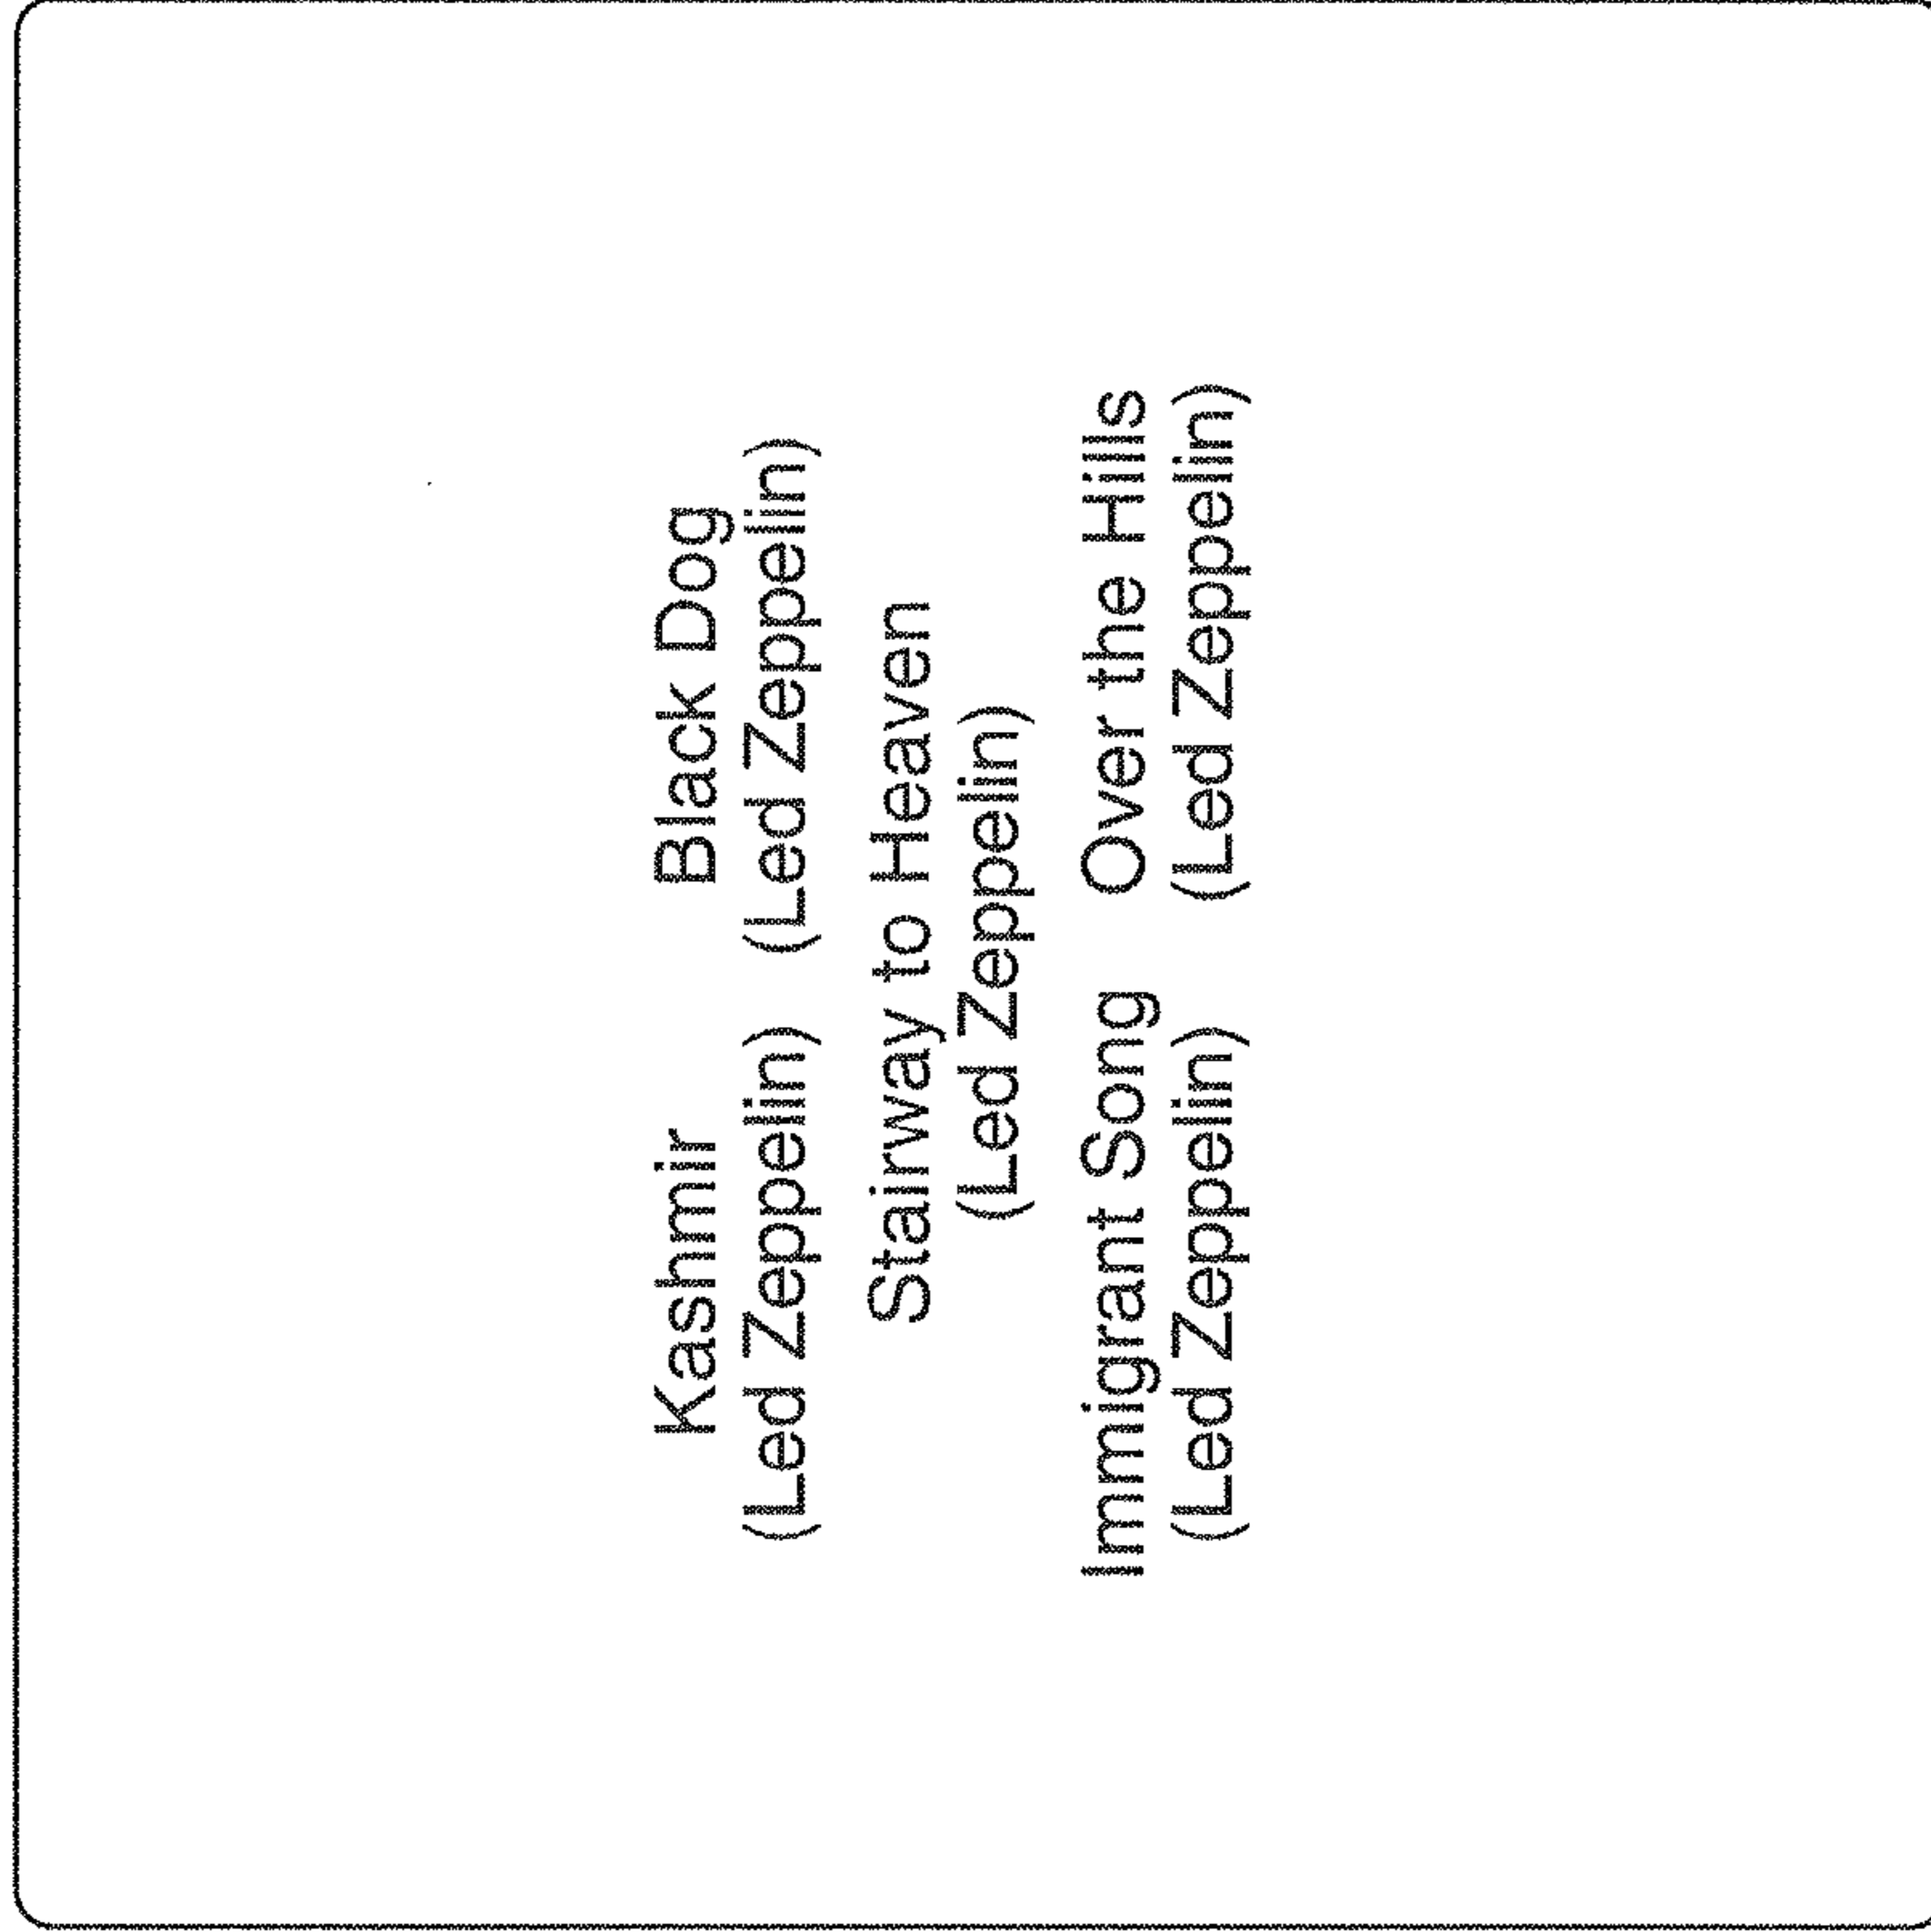 Kashmir Black Dog
(Led Zeppelin) (Led Zeppelin)
Stairway to Heaven
(Led Zeppelin)
Immigrant Song Over the Hills
(Led Zeppelin) (Led Zeppelin)